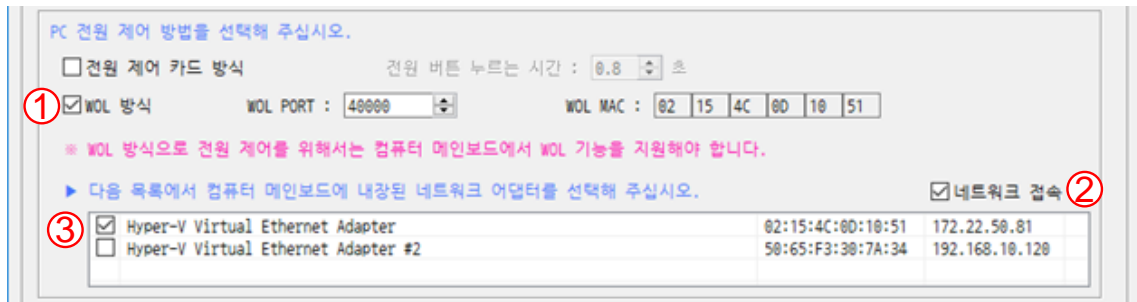 PC 전원 제어 방법을 선택해 주십시오.
전원 제어 카드 방식 전원 버튼 누르는 시간 : 0.8 초
① WOL 방식 WOL PORT : 40000 WOL MAC : 02 15 4C 0D 10 51
※ WOL 방식으로 전원 제어를 위해서는 컴퓨터 메인보드에서 WOL 기능을 지원해야 합니다.
▶ 다음 목록에서 컴퓨터 메인보드에 내장된 네트워크 어댑터를 선택해 주십시오. 네트워크 접속 ②
③ Hyper-V Virtual Ethernet Adapter 02:15:4C:0D:10:51 172.22.50.81
Hyper-V Virtual Ethernet Adapter #2 50:65:F3:30:7A:34 192.168.10.120